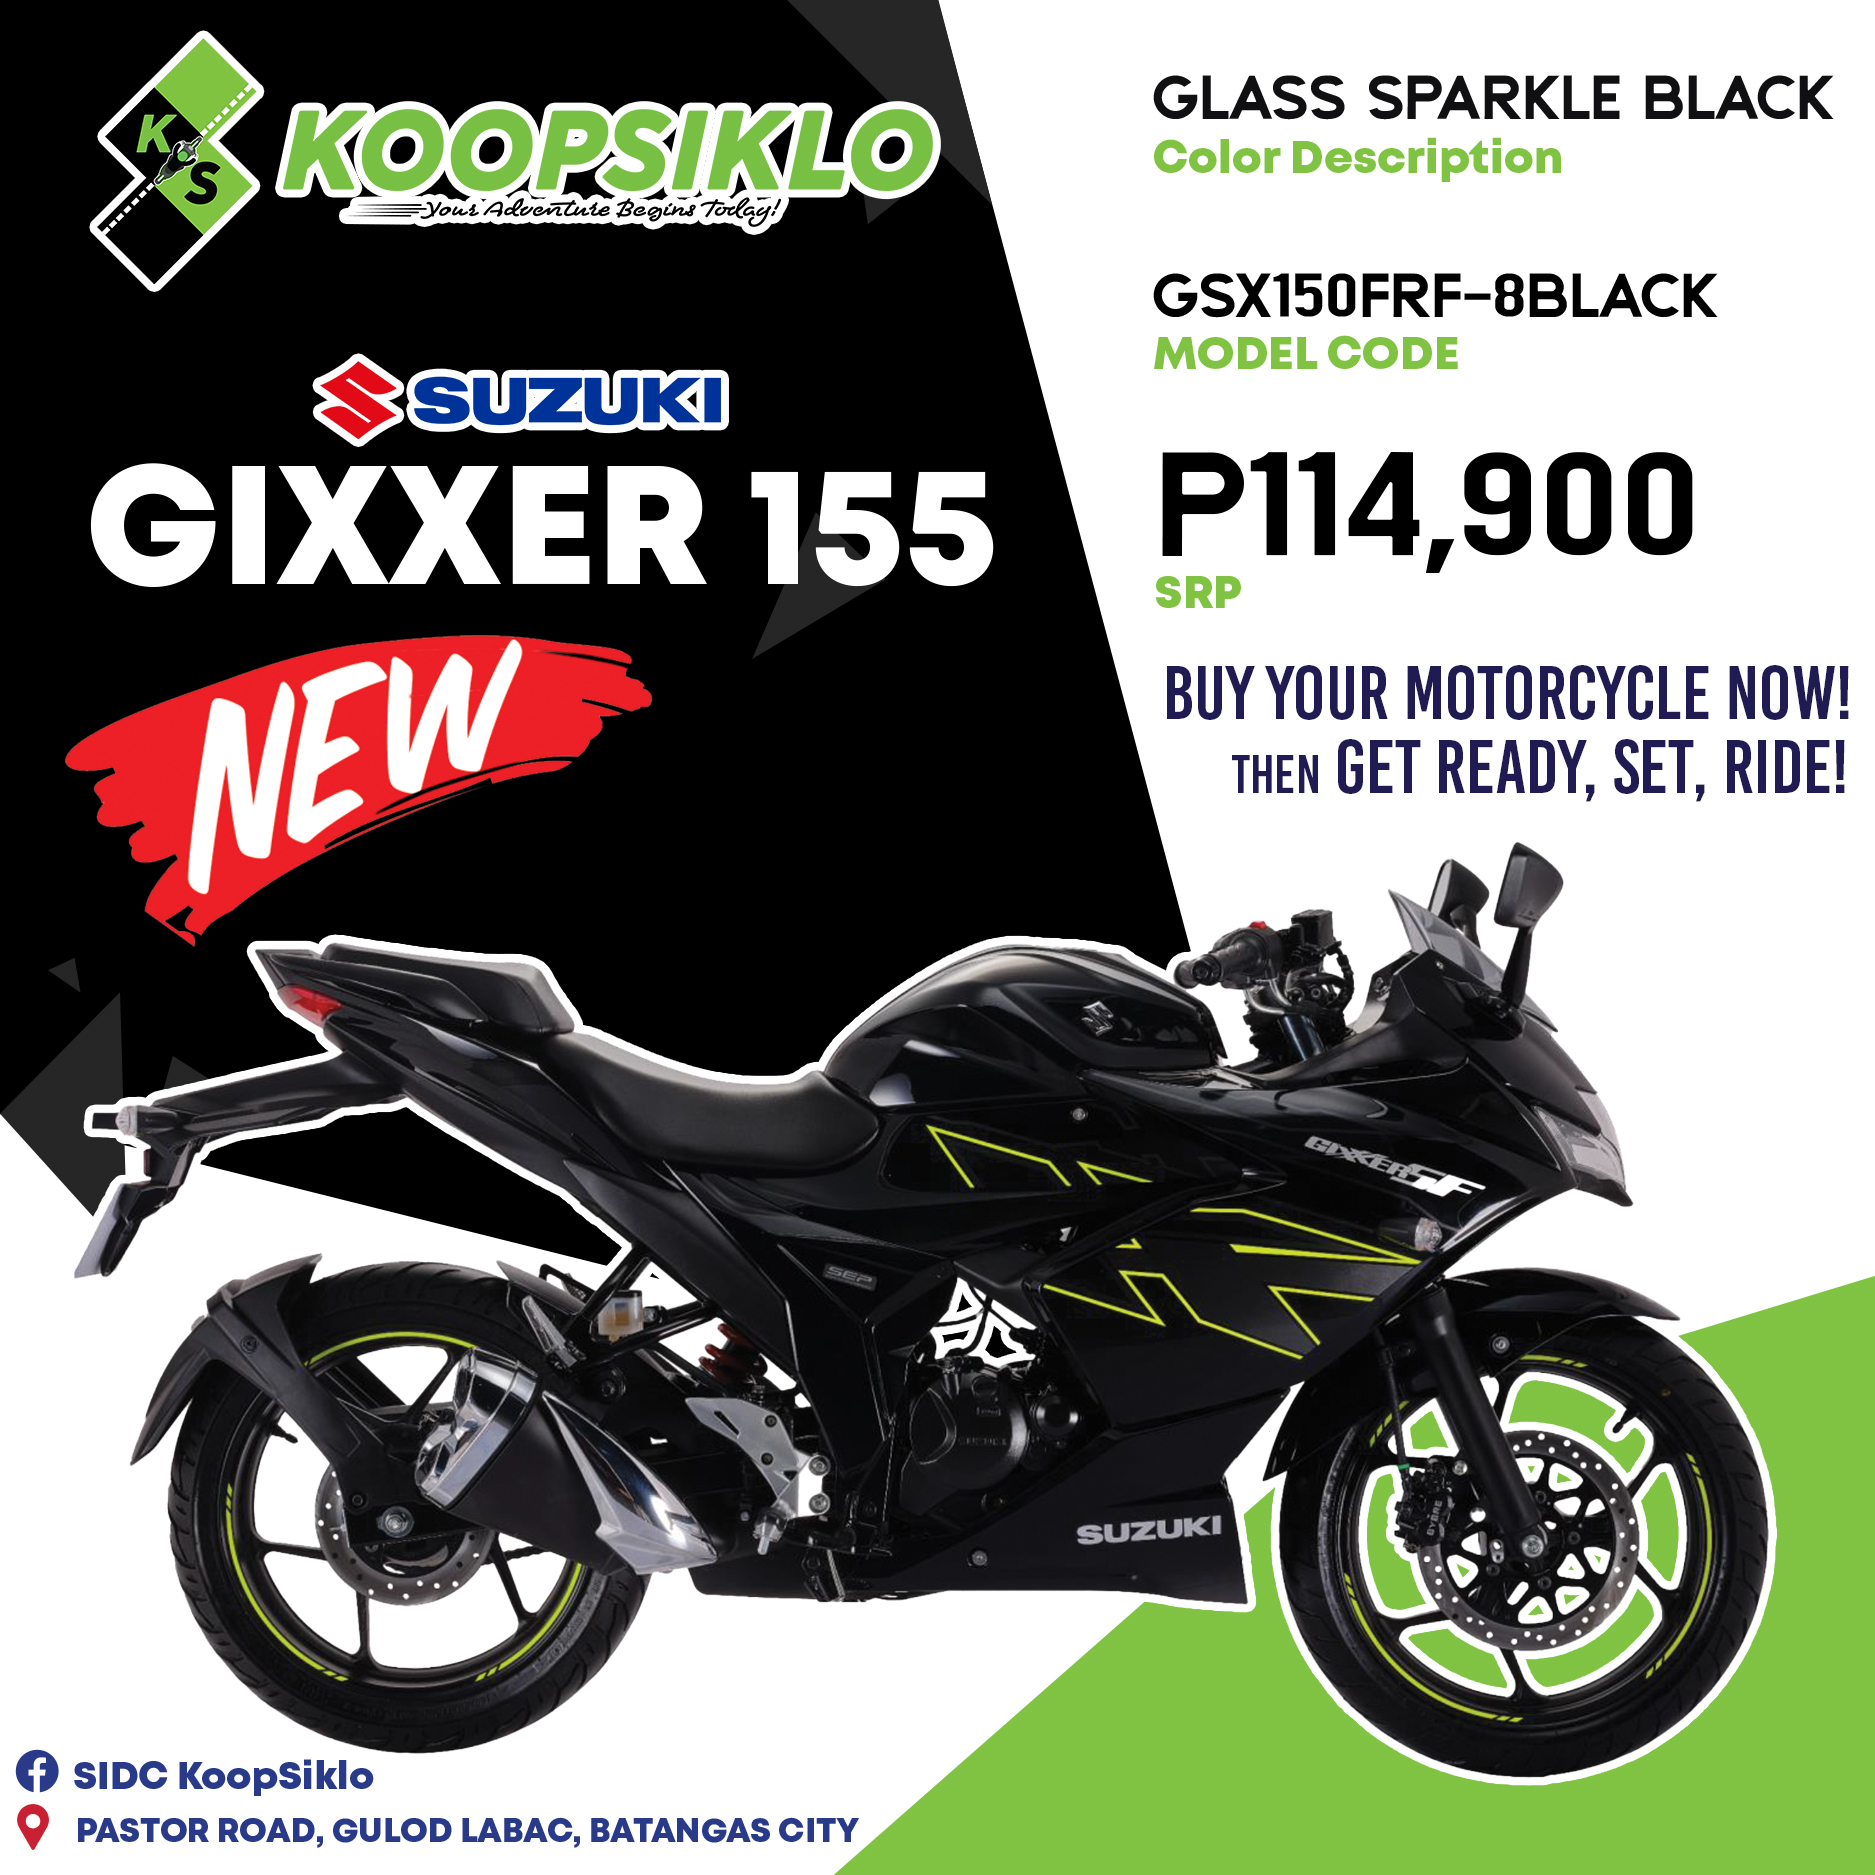 K
S
KOOPSIKLO
Your Adventure Begins Today!
SUZUKI
GIXXER 155
NEW
GLASS SPARKLE BLACK
Color Description
GSX150FRF-8BLACK
MODEL CODE
P114,900
SRP
BUY YOUR MOTORCYCLE NOW!
THEN GET READY, SET, RIDE!
GIXXER SF
SEP
SUZUKI
SUZUKI
BYBRE
SIDC KoopSiklo
PASTOR ROAD, GULOD LABAC, BATANGAS CITY